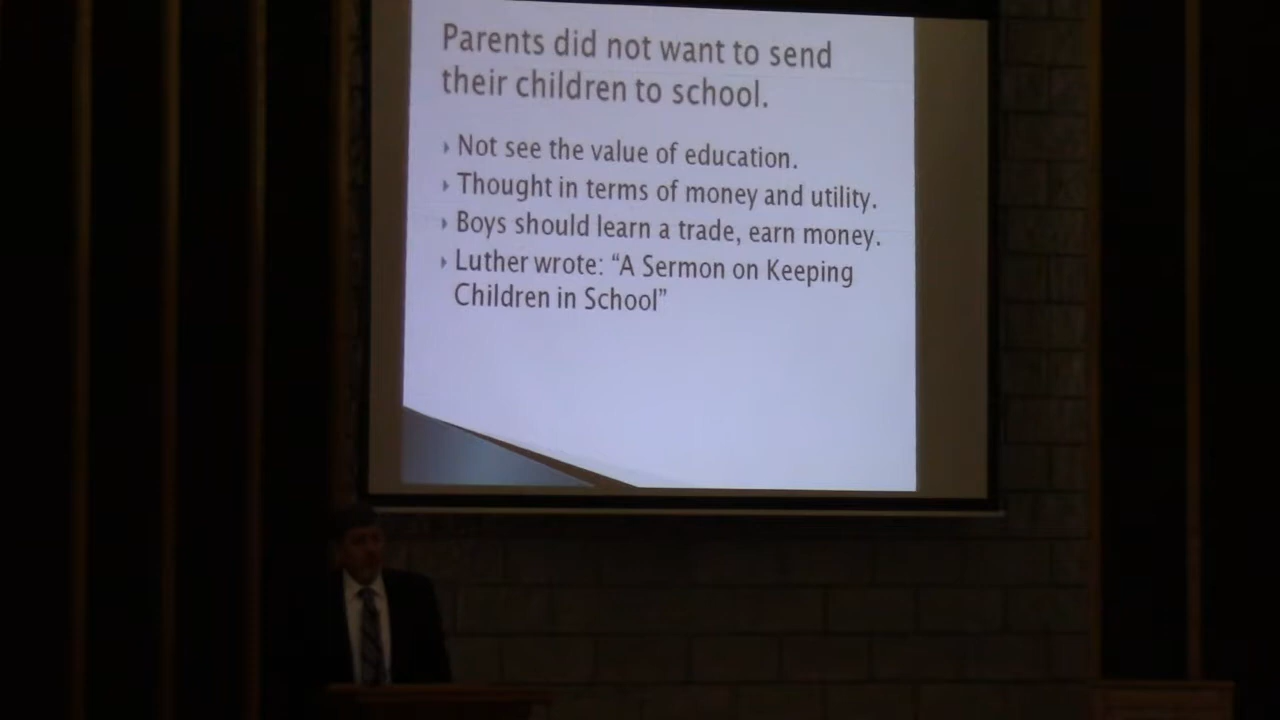 Parents did not want to send
their children to school.
Not see the value of education.
Thought in terms of money and utility.
Boys should learn a trade, earn money.
Luther wrote: “A Sermon on Keeping
Children in School”